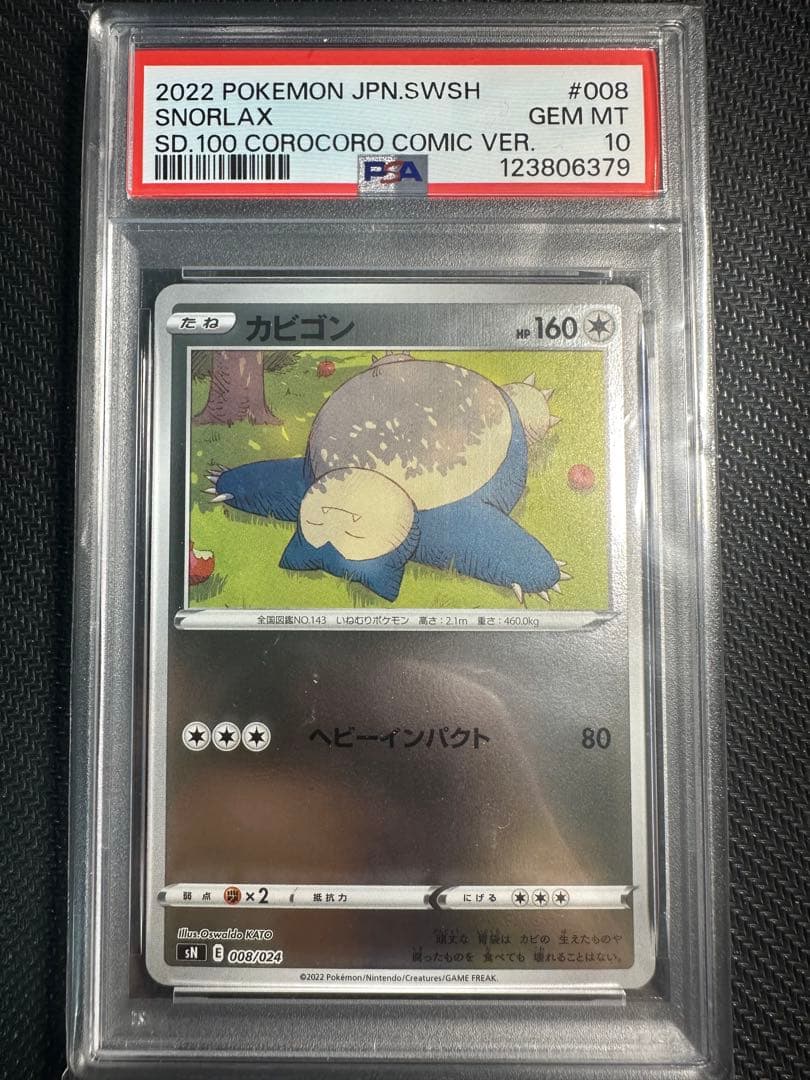 2022 POKEMON JPN.SWSH #008
SNORLAX GEM MT
SD.100 COROCORO COMIC VER. 10
PSA 123806379
たね カビゴン HP 160
全国図鑑NO.143 いねむりポケモン 高さ:2.1m 重さ:460.0kg
ヘビーインパクト 80
弱点 ×2 抵抗力 にげる
Illus.Oswaldo KATO
sN E 008/024
頑丈な 胃袋は カビの 生えたものや
腐ったものを 食べても 壊れることはない。
©2022 Pokémon/Nintendo/Creatures/GAME FREAK.